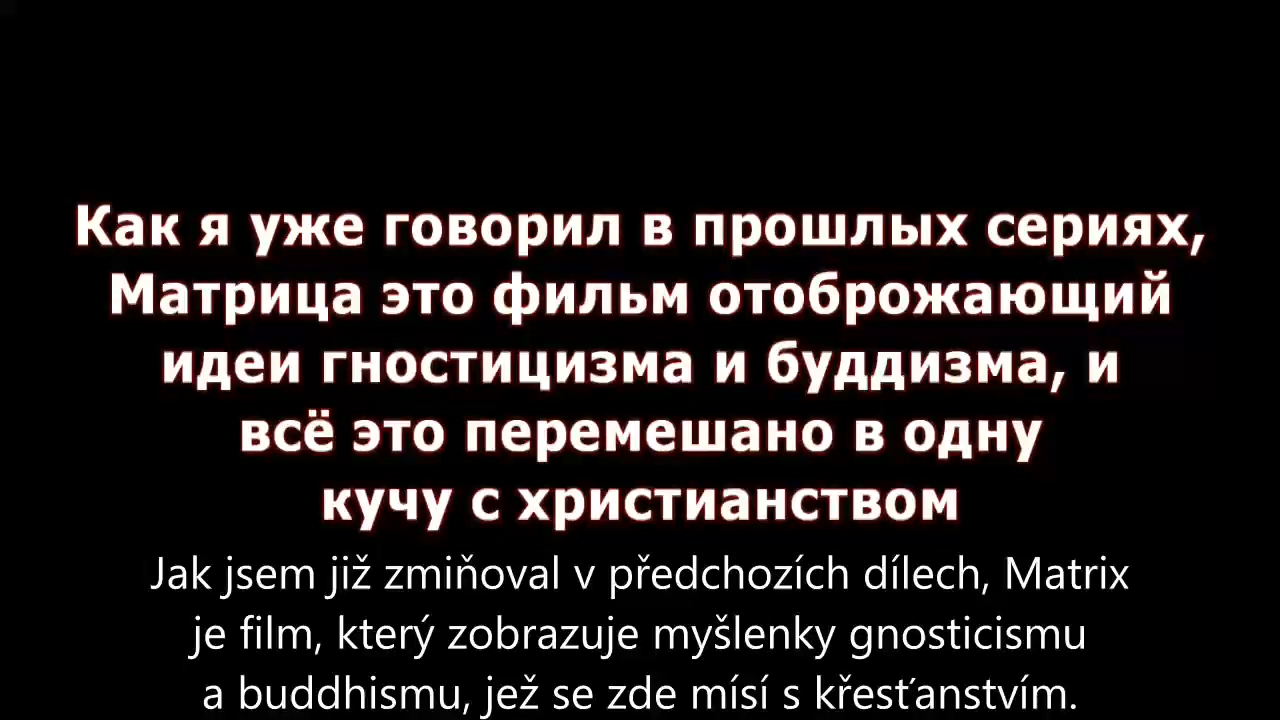 Как я уже говорил в прошлых сериях,
Матрица это фильм отоброжающий
идеи гностицизма и буддизма, и
всё это перемешано в одну
кучу с христианством
Jak jsem již zmiňoval v předchozích dílech, Matrix
je film, který zobrazuje myšlenky gnosticismu
a buddhismu, jež se zde mísí s křesťanstvím.